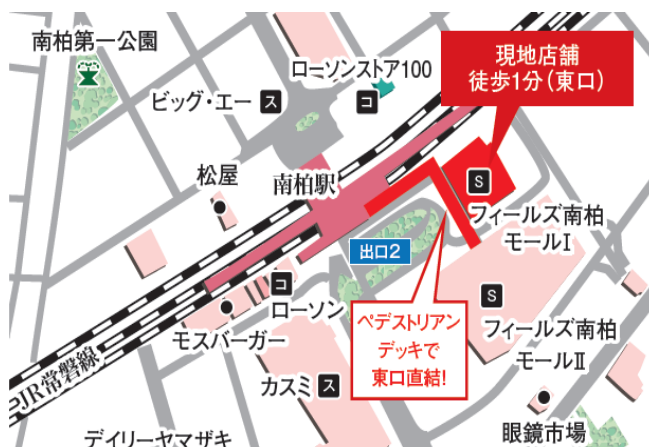 南柏第一公園
ローソンストア100
コ
ビッグ・エー
ス
現地店舗
徒歩1分(東口)
松屋
南柏駅
S
フィールズ南柏
モールⅠ
出口2
コ
ローソン
モスバーガー
ペデストリアン
デッキで
東口直結!
S
フィールズ南柏
モールⅡ
JR常磐線
カスミ
ス
デイリーヤマザキ
眼鏡市場